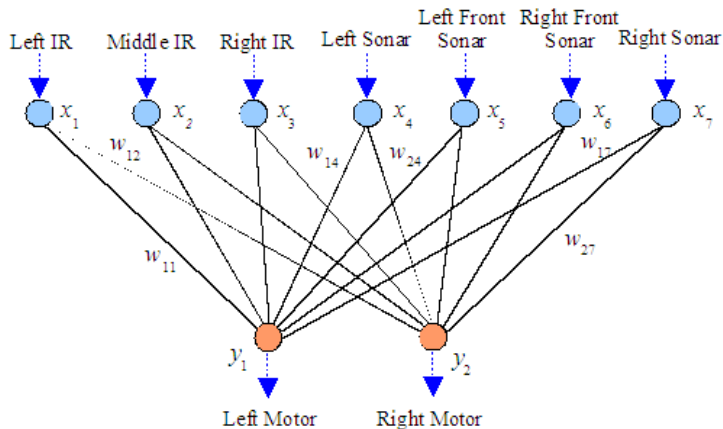 Left IR
Middle IR
Right IR
Left Sonar
Left Front
Sonar
Right Front
Sonar
Right Sonar
x₁
x₂
x₃
x₄
x₅
x₆
x₇
w₁₂
w₁₄
w₂₄
w₁₇
w₁₁
w₂₇
y₁
y₂
Left Motor
Right Motor